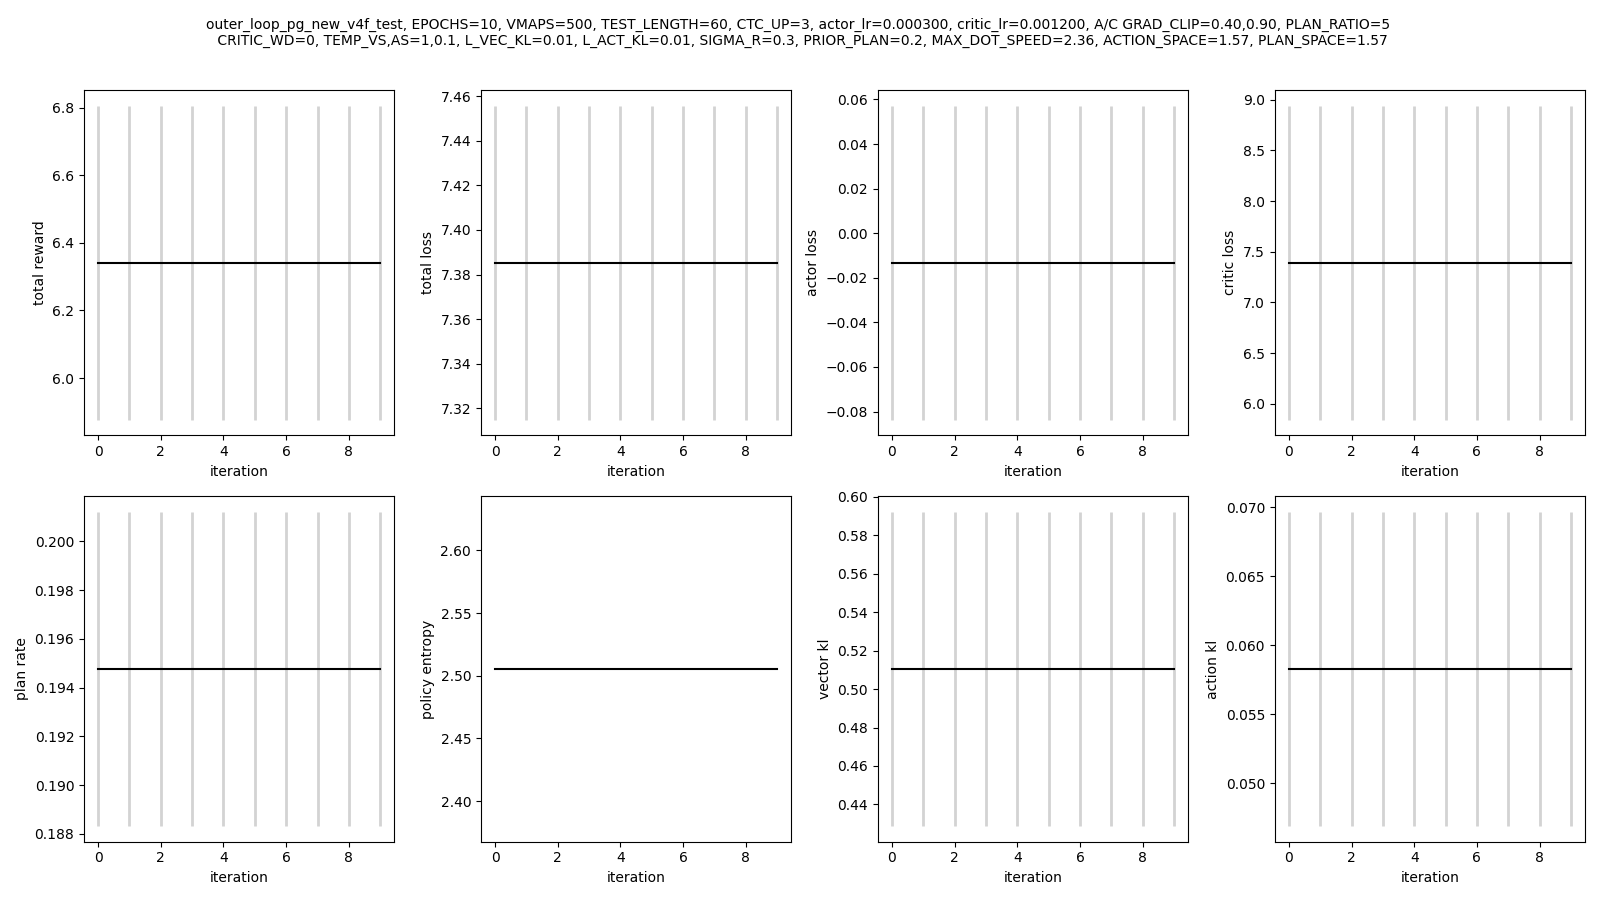 outer_loop_pg_new_v4f_test, EPOCHS=10, VMAPS=500, TEST_LENGTH=60, CTC_UP=3, actor_lr=0.000300, critic_lr=0.001200, A/C GRAD_CLIP=0.40,0.90, PLAN_RATIO=5
CRITIC_WD=0, TEMP_VS,AS=1,0.1, L_VEC_KL=0.01, L_ACT_KL=0.01, SIGMA_R=0.3, PRIOR_PLAN=0.2, MAX_DOT_SPEED=2.36, ACTION_SPACE=1.57, PLAN_SPACE=1.57
total reward
6.8
6.6
6.4
6.2
6.0
0 2 4 6 8
iteration
total loss
7.46
7.44
7.42
7.40
7.38
7.36
7.34
7.32
0 2 4 6 8
iteration
actor loss
0.06
0.04
0.02
0.00
−0.02
−0.04
−0.06
−0.08
0 2 4 6 8
iteration
critic loss
9.0
8.5
8.0
7.5
7.0
6.5
6.0
0 2 4 6 8
iteration
plan rate
0.200
0.198
0.196
0.194
0.192
0.190
0.188
0 2 4 6 8
iteration
policy entropy
2.60
2.55
2.50
2.45
2.40
0 2 4 6 8
iteration
vector kl
0.60
0.58
0.56
0.54
0.52
0.50
0.48
0.46
0.44
0 2 4 6 8
iteration
action kl
0.070
0.065
0.060
0.055
0.050
0 2 4 6 8
iteration